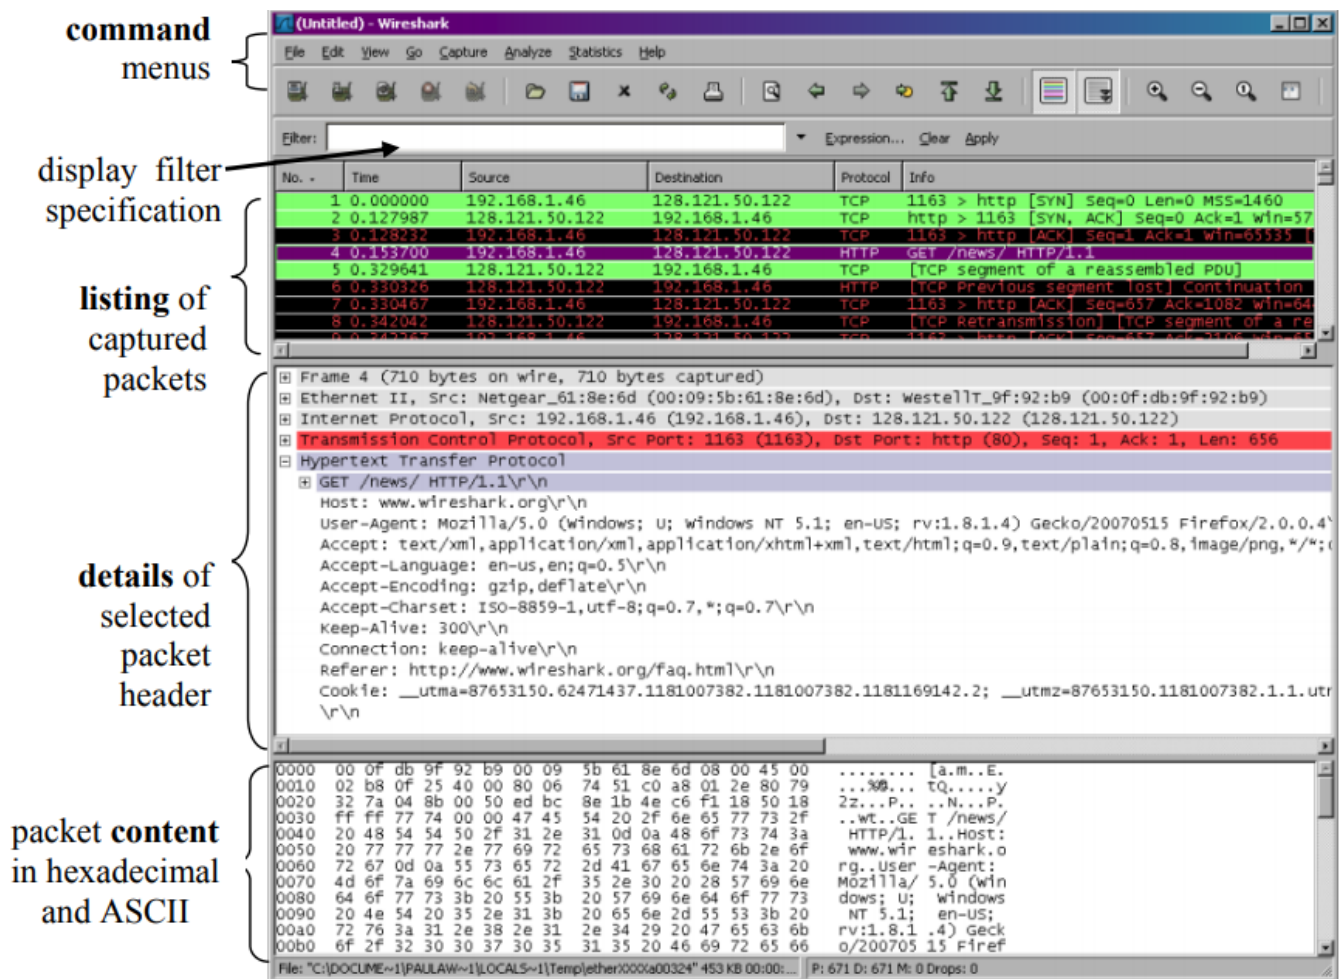 command
menus
display filter
specification
listing of
captured
packets
details of
selected
packet
header
packet content
in hexadecimal
and ASCII
(Untitled) - Wireshark
File Edit View Go Capture Analyze Statistics Help
Filter: Expression... Clear Apply
No. - Time Source Destination Protocol Info
1 0.000000 192.168.1.46 128.121.50.122 TCP 1163 > http [SYN] Seq=0 Len=0 MSS=1460
2 0.127987 128.121.50.122 192.168.1.46 TCP http > 1163 [SYN, ACK] Seq=0 Ack=1 Win=57
3 0.128232 192.168.1.46 128.121.50.122 TCP 1163 > http [ACK] Seq=1 Ack=1 Win=65535 [
4 0.153700 192.168.1.46 128.121.50.122 HTTP GET /news/ HTTP/1.1
5 0.329641 128.121.50.122 192.168.1.46 TCP [TCP segment of a reassembled PDU]
6 0.330326 128.121.50.122 192.168.1.46 HTTP [TCP Previous segment lost] Continuation
7 0.330467 192.168.1.46 128.121.50.122 TCP 1163 > http [ACK] Seq=657 Ack=1082 Win=64
8 0.342042 128.121.50.122 192.168.1.46 TCP [TCP Retransmission] [TCP segment of a re
Frame 4 (710 bytes on wire, 710 bytes captured)
Ethernet II, Src: Netgear_61:8e:6d (00:09:5b:61:8e:6d), Dst: WestellT_9f:92:b9 (00:0f:db:9f:92:b9)
Internet Protocol, Src: 192.168.1.46 (192.168.1.46), Dst: 128.121.50.122 (128.121.50.122)
Transmission Control Protocol, Src Port: 1163 (1163), Dst Port: http (80), Seq: 1, Ack: 1, Len: 656
Hypertext Transfer Protocol
GET /news/ HTTP/1.1\r\n
Host: www.wireshark.org\r\n
User-Agent: Mozilla/5.0 (Windows; U; Windows NT 5.1; en-US; rv:1.8.1.4) Gecko/20070515 Firefox/2.0.0.4\
Accept: text/xml,application/xml,application/xhtml+xml,text/html;q=0.9,text/plain;q=0.8,image/png,*/*;
Accept-Language: en-us,en;q=0.5\r\n
Accept-Encoding: gzip,deflate\r\n
Accept-Charset: ISO-8859-1,utf-8;q=0.7,*;q=0.7\r\n
Keep-Alive: 300\r\n
Connection: keep-alive\r\n
Referer: http://www.wireshark.org/faq.html\r\n
Cookie: __utma=87653150.62471437.1181007382.1181007382.1181169142.2; __utmz=87653150.1181007382.1.1.utm
\r\n
0000 00 0f db 9f 92 b9 00 09 5b 61 8e 6d 08 00 45 00 ........ [a.m..E.
0010 02 b8 0f 25 40 00 80 06 74 51 c0 a8 01 2e 80 79 ...%@... tQ.....y
0020 32 7a 04 8b 00 50 ed bc 8e 1b 4e c6 f1 18 50 18 2z...P.. ..N...P.
0030 ff ff 77 74 00 00 47 45 54 20 2f 6e 65 77 73 2f ..wt..GE T /news/
0040 20 48 54 54 50 2f 31 2e 31 0d 0a 48 6f 73 74 3a HTTP/1. 1..Host:
0050 20 77 77 77 2e 77 69 72 65 73 68 61 72 6b 2e 6f www.wir eshark.o
0060 72 67 0d 0a 55 73 65 72 2d 41 67 65 6e 74 3a 20 rg..User -Agent:
0070 4d 6f 7a 69 6c 6c 61 2f 35 2e 30 20 28 57 69 6e Mozilla/ 5.0 (Win
0080 64 6f 77 73 3b 20 55 3b 20 57 69 6e 64 6f 77 73 dows; U; Windows
0090 20 4e 54 20 35 2e 31 3b 20 65 6e 2d 55 53 3b 20 NT 5.1; en-US;
00a0 72 76 3a 31 2e 38 2e 31 2e 34 29 20 47 65 63 6b rv:1.8.1 .4) Geck
00b0 6f 2f 32 30 30 37 30 35 31 35 20 46 69 72 65 66 o/200705 15 Firef
File: "C:\DOCUME~1\PAULAW~1\LOCALS~1\Temp\etherXXXXa00324" 453 KB 00:00:... P: 671 D: 671 M: 0 Drops: 0